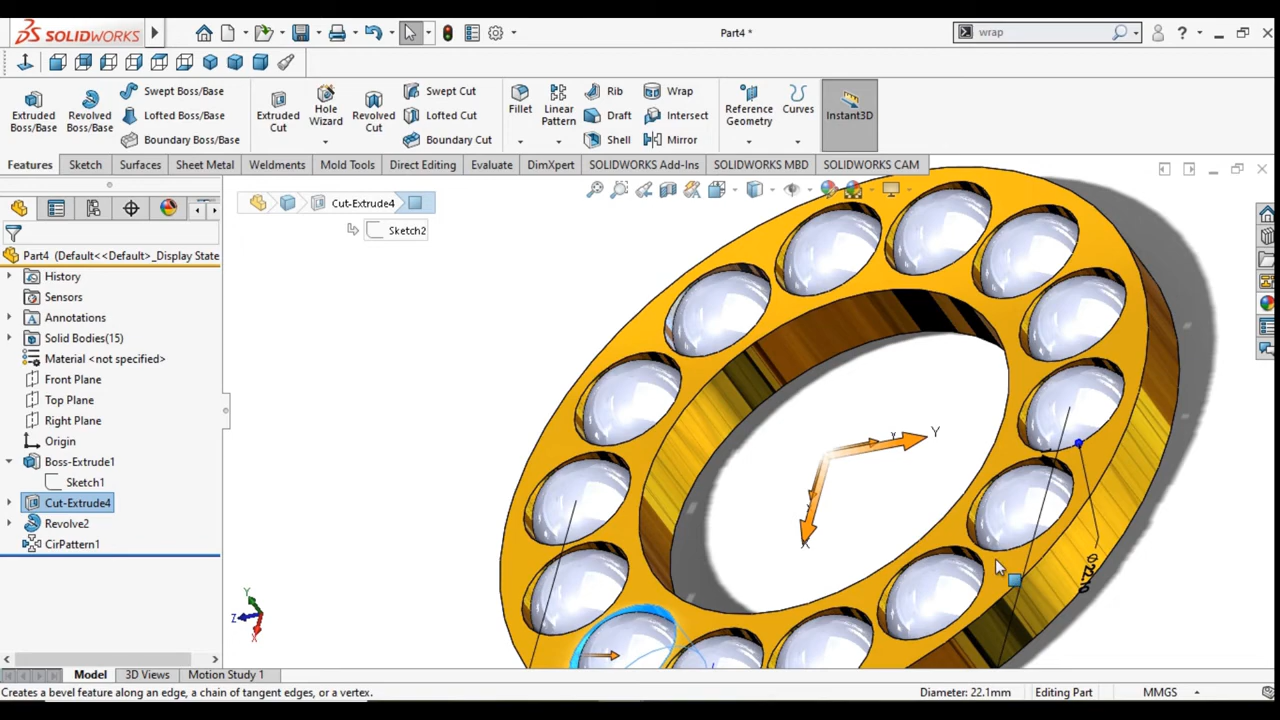 SOLIDWORKS
Part4 *
wrap
?
Extruded Boss/Base
Revolved Boss/Base
Swept Boss/Base
Lofted Boss/Base
Boundary Boss/Base
Extruded Cut
Hole Wizard
Revolved Cut
Swept Cut
Lofted Cut
Boundary Cut
Fillet
Linear Pattern
Rib
Draft
Shell
Wrap
Intersect
Mirror
Reference Geometry
Curves
Instant3D
Features
Sketch
Surfaces
Sheet Metal
Weldments
Mold Tools
Direct Editing
Evaluate
DimXpert
SOLIDWORKS Add-Ins
SOLIDWORKS MBD
SOLIDWORKS CAM
Cut-Extrude4
Sketch2
Part4 (Default<<Default>_Display State
History
Sensors
Annotations
Solid Bodies(15)
Material <not specified>
Front Plane
Top Plane
Right Plane
Origin
Boss-Extrude1
Sketch1
Cut-Extrude4
Revolve2
CirPattern1
Y
Y
X
22.10
Y
Z
X
Model
3D Views
Motion Study 1
Creates a bevel feature along an edge, a chain of tangent edges, or a vertex.
Diameter: 22.1mm
Editing Part
MMGS